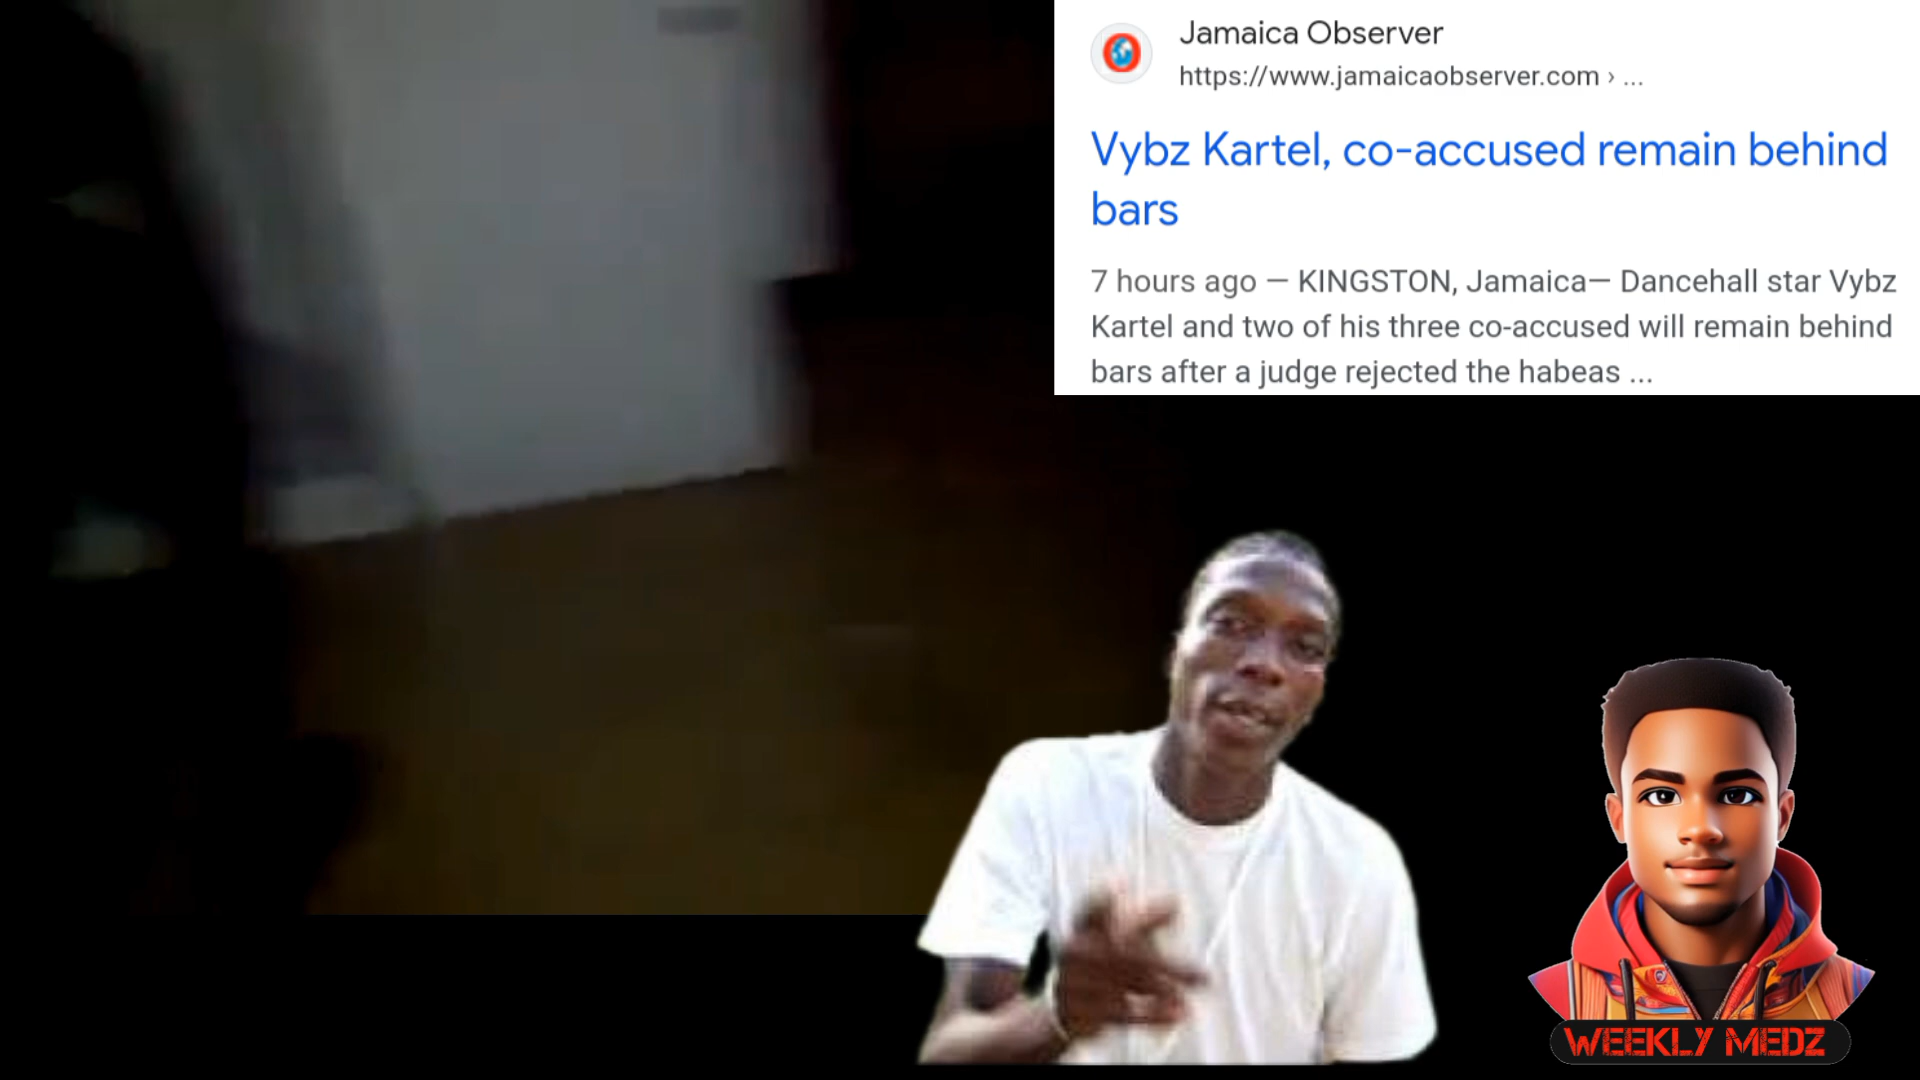 Jamaica Observer
https://www.jamaicaobserver.com › ...
Vybz Kartel, co-accused remain behind
bars
7 hours ago — KINGSTON, Jamaica— Dancehall star Vybz
Kartel and two of his three co-accused will remain behind
bars after a judge rejected the habeas ...
WEEKLY MEDZ